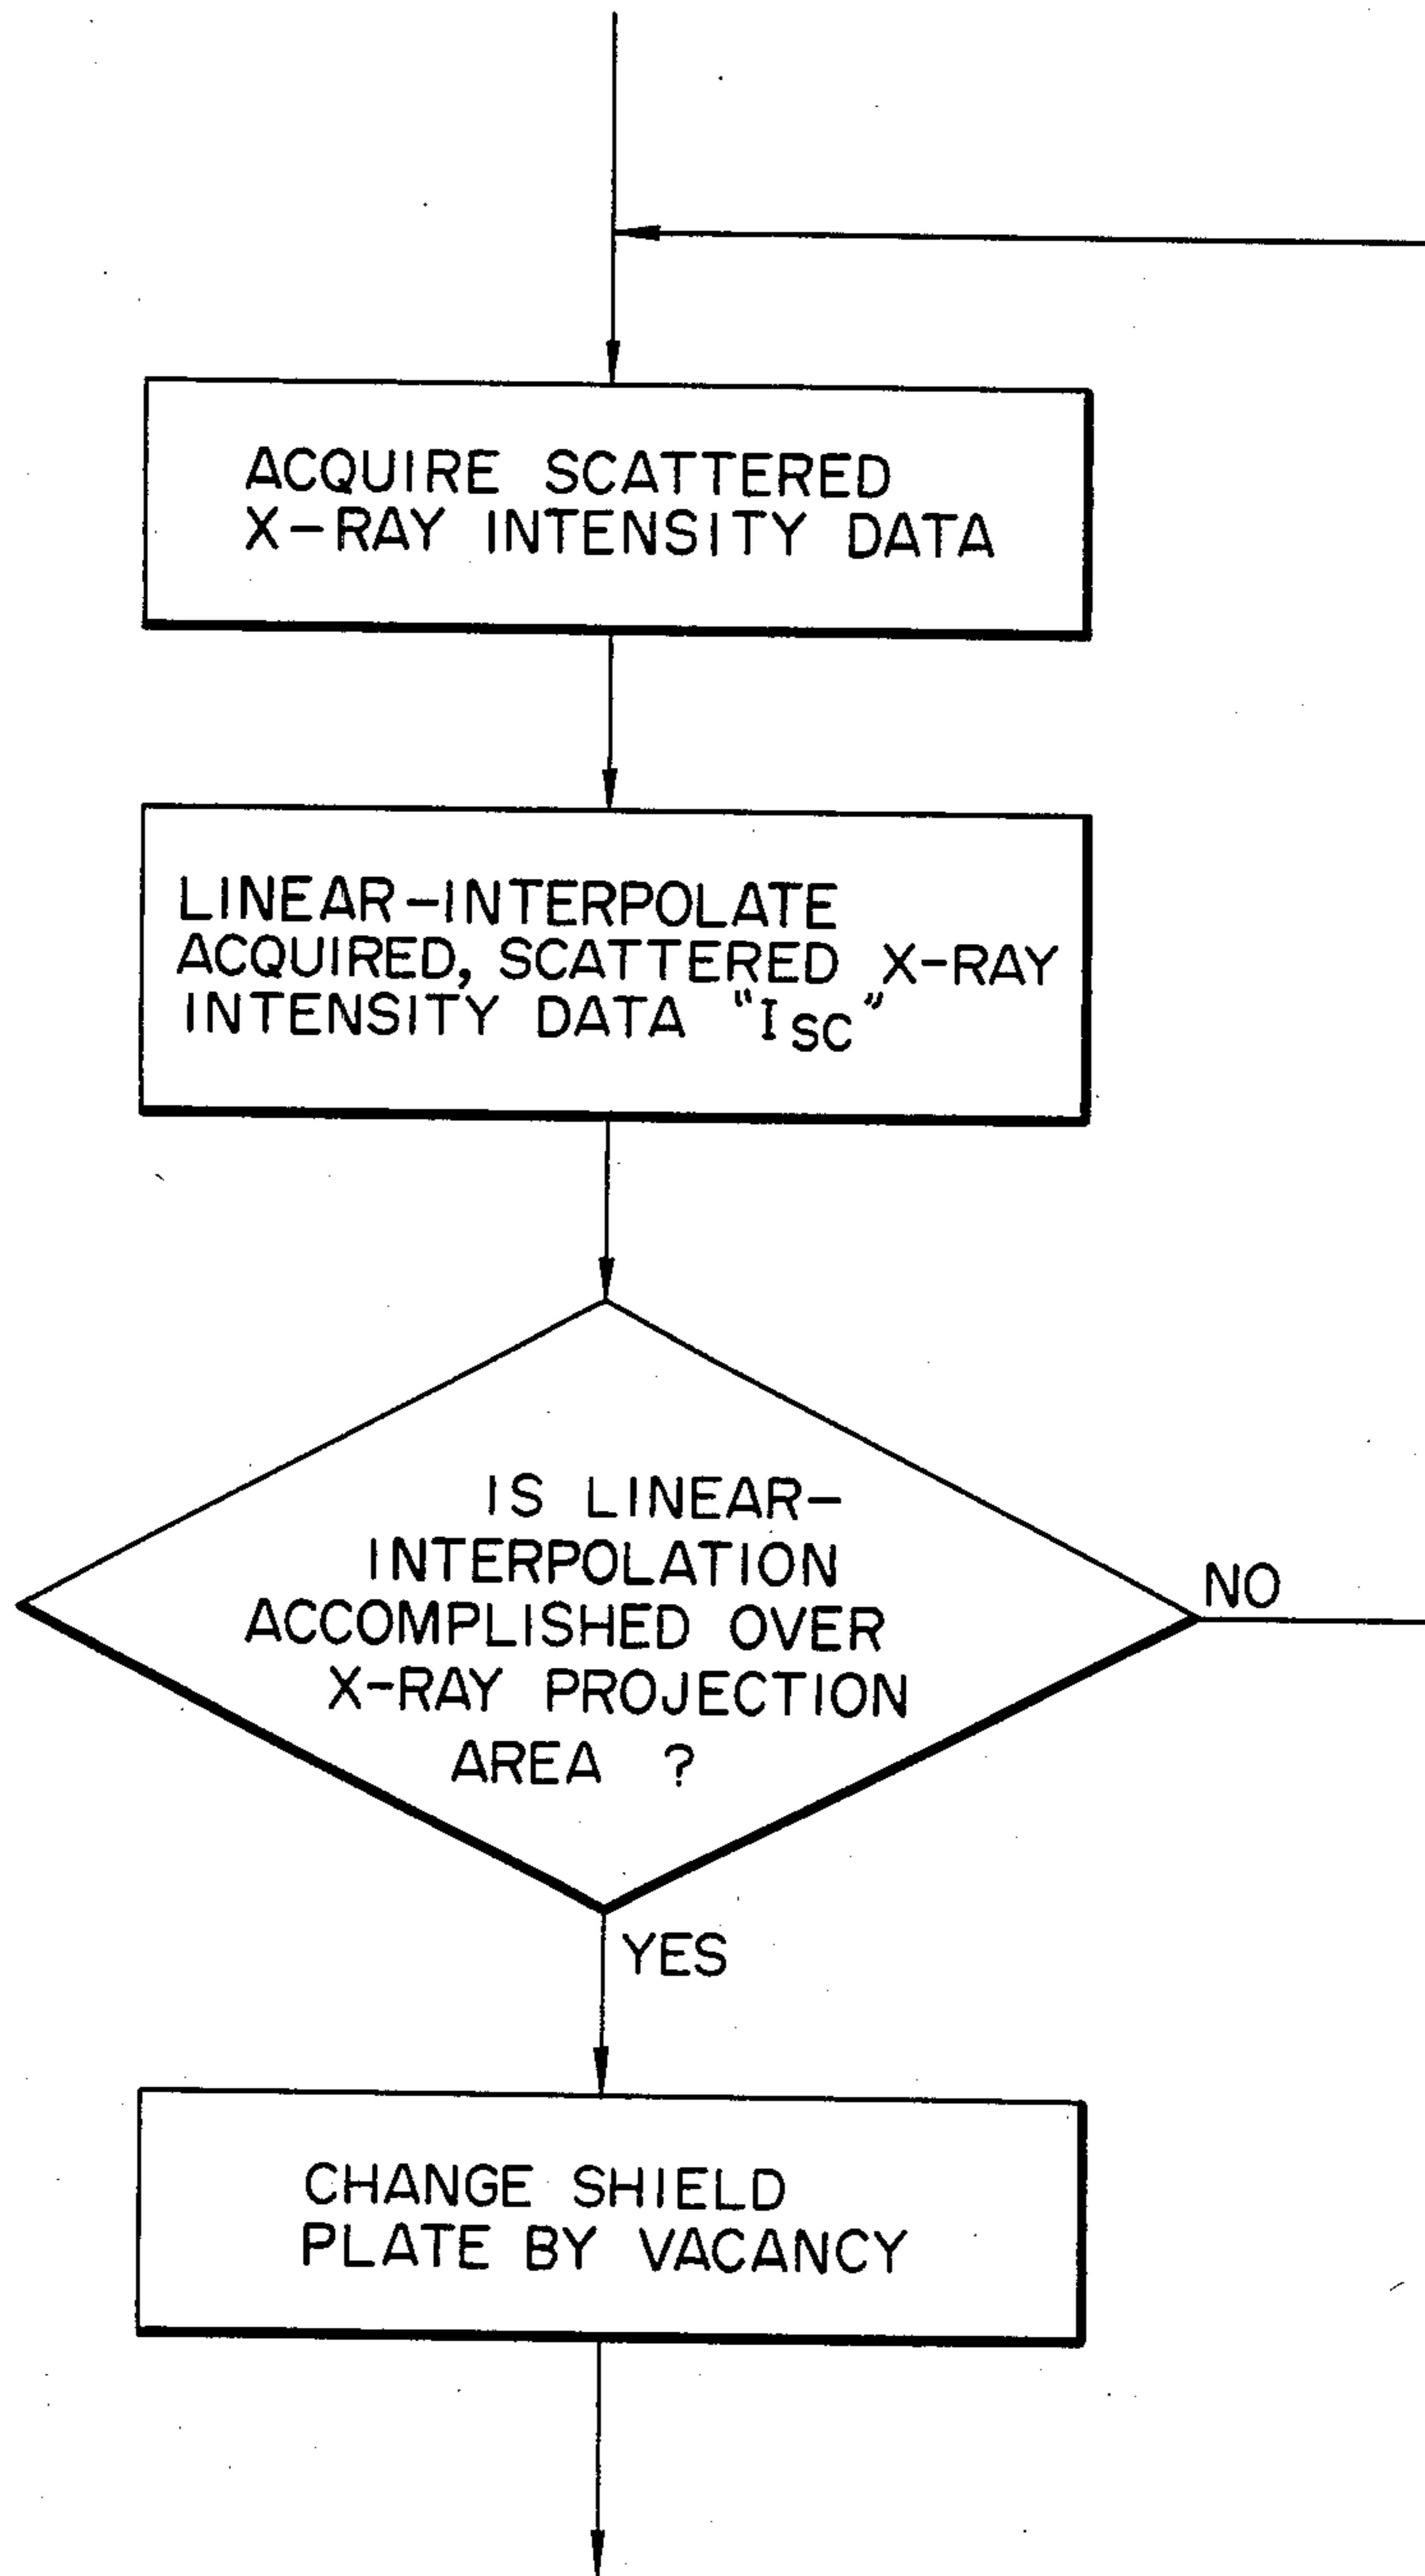 ACQUIRE SCATTERED
X-RAY INTENSITY DATA
LINEAR-INTERPOLATE
ACQUIRED, SCATTERED X-RAY
INTENSITY DATA "ISC"
IS LINEAR-
INTERPOLATION
ACCOMPLISHED OVER
X-RAY PROJECTION
AREA ?
NO
YES
CHANGE SHIELD
PLATE BY VACANCY